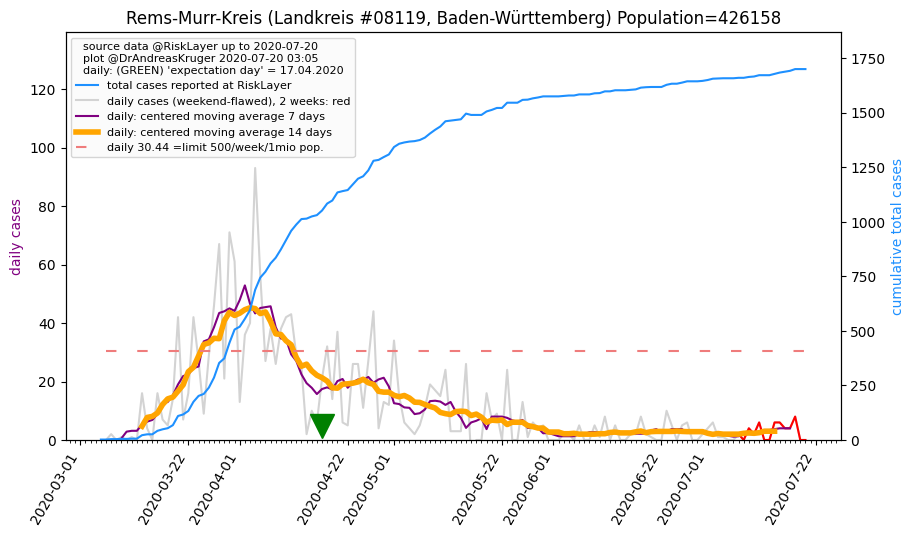 Rems-Murr-Kreis (Landkreis #08119, Baden-Württemberg) Population=426158
source data @RiskLayer up to 2020-07-20
plot @DrAndreasKruger 2020-07-20 03:05
daily: (GREEN) 'expectation day' = 17.04.2020
total cases reported at RiskLayer
daily cases (weekend-flawed), 2 weeks: red
daily: centered moving average 7 days
daily: centered moving average 14 days
daily 30.44 =limit 500/week/1mio pop.
daily cases
120
100
80
60
40
20
0
1750
1500
1250
1000
750
500
250
0
cumulative total cases
2020-03-01
2020-03-22
2020-04-01
2020-04-22
2020-05-01
2020-05-22
2020-06-01
2020-06-22
2020-07-01
2020-07-22